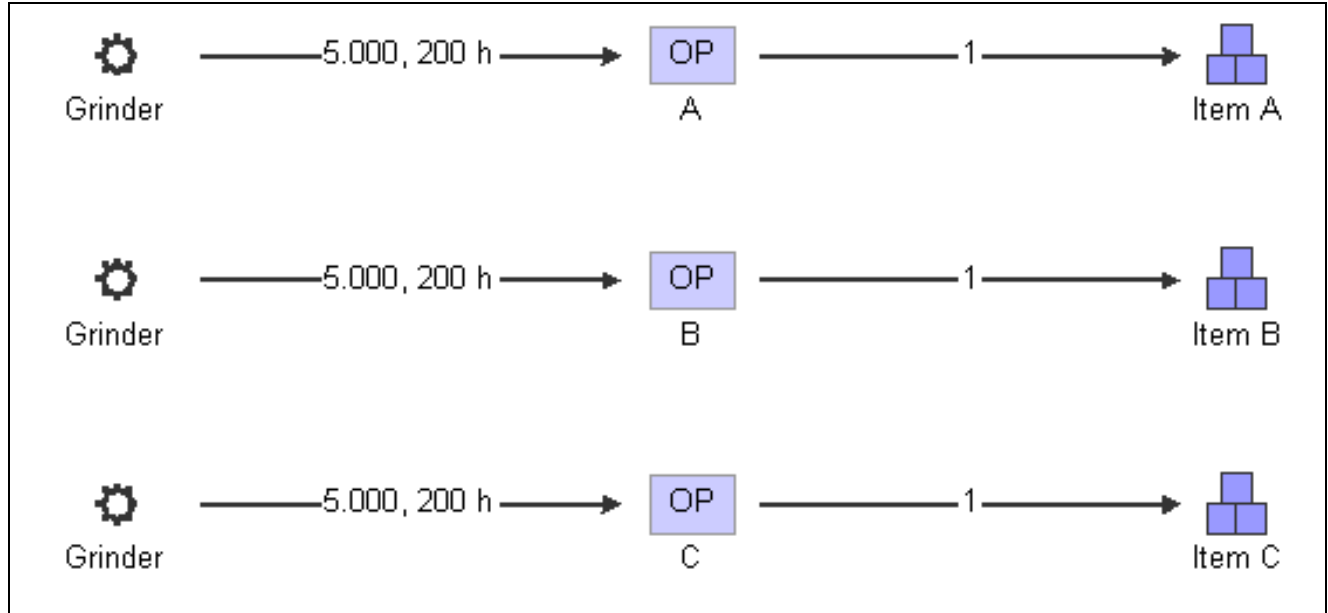 5.000, 200 h OP 1
Grinder A Item A
5.000, 200 h OP 1
Grinder B Item B
5.000, 200 h OP 1
Grinder C Item C